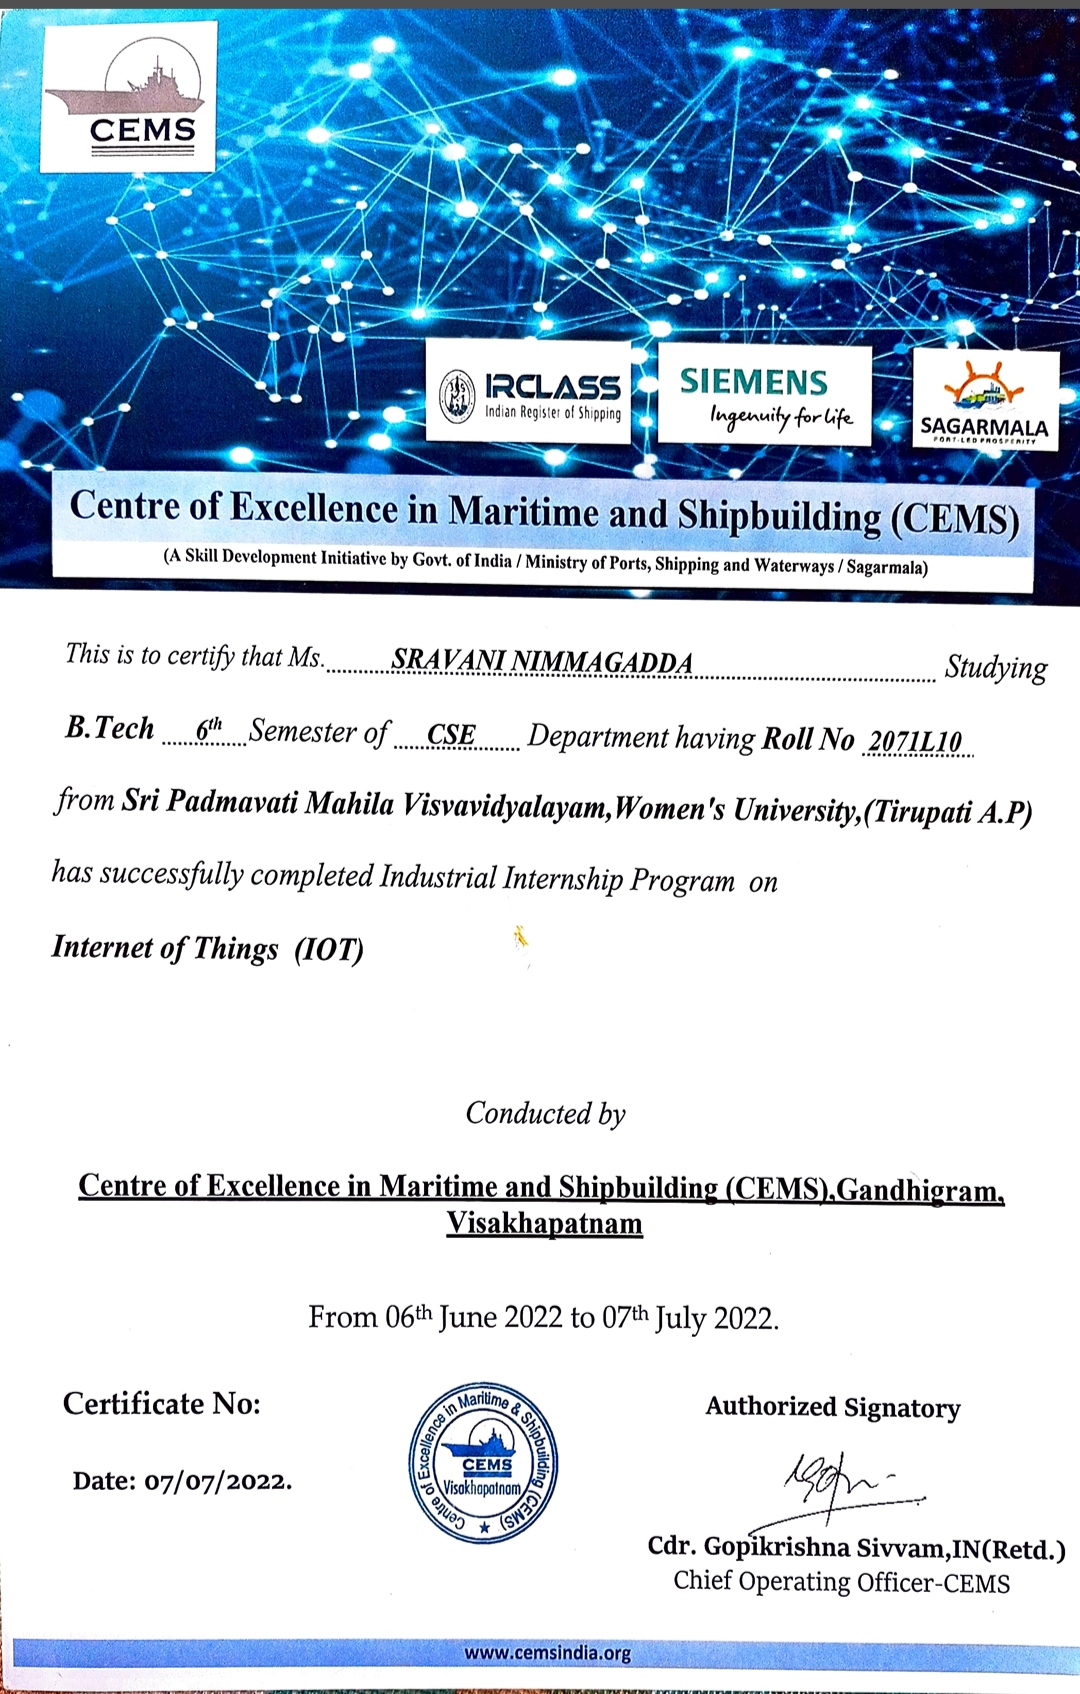 CEMS
IRCLASS
Indian Register of Shipping
SIEMENS
Ingenuity for life
SAGARMALA
PORT-LED PROSPERITY
Centre of Excellence in Maritime and Shipbuilding (CEMS)
(A Skill Development Initiative by Govt. of India / Ministry of Ports, Shipping and Waterways / Sagarmala)
This is to certify that Ms. SRAVANI NIMMAGADDA Studying
B.Tech 6th Semester of CSE Department having Roll No 2071L10
from Sri Padmavati Mahila Visvavidyalayam,Women's University,(Tirupati A.P)
has successfully completed Industrial Internship Program on
Internet of Things (IOT)
Conducted by
Centre of Excellence in Maritime and Shipbuilding (CEMS),Gandhigram,
Visakhapatnam
From 06th June 2022 to 07th July 2022.
Certificate No:
Date: 07/07/2022.
Centre of Excellence in Maritime & Shipbuilding (CEMS)
CEMS
Visakhapatnam
Authorized Signatory
Cdr. Gopikrishna Sivvam,IN(Retd.)
Chief Operating Officer-CEMS
www.cemsindia.org